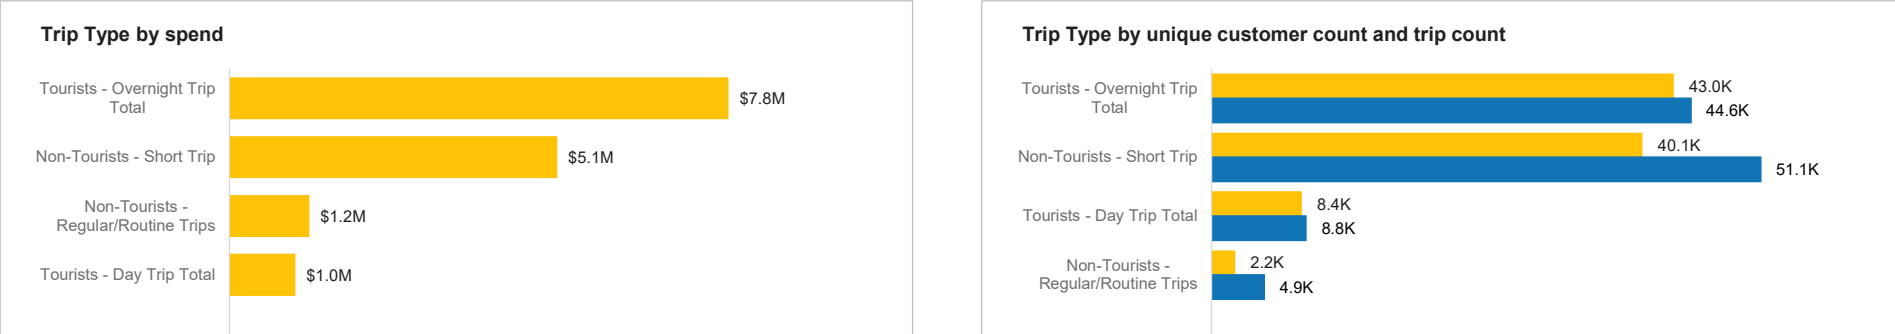 Trip Type by spend
Tourists - Overnight Trip
Total
$7.8M
Non-Tourists - Short Trip
$5.1M
Non-Tourists -
Regular/Routine Trips
$1.2M
Tourists - Day Trip Total
$1.0M
Trip Type by unique customer count and trip count
Tourists - Overnight Trip
Total
43.0K
44.6K
Non-Tourists - Short Trip
40.1K
51.1K
Tourists - Day Trip Total
8.4K
8.8K
Non-Tourists -
Regular/Routine Trips
2.2K
4.9K